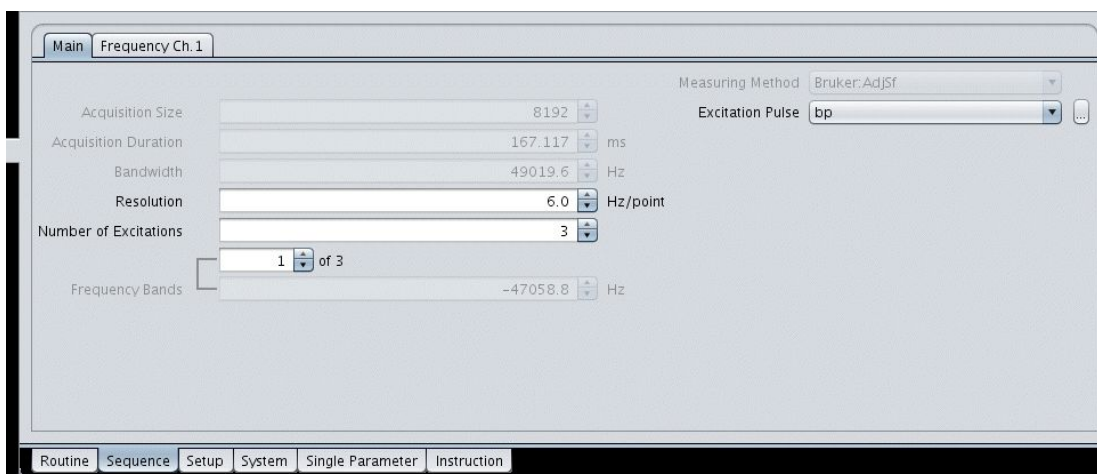 Main Frequency Ch.1
Measuring Method Bruker:AdjSf
Acquisition Size 8192 Excitation Pulse bp ...
Acquisition Duration 167.117 ms
Bandwidth 49019.6 Hz
Resolution 6.0 Hz/point
Number of Excitations 3
1 of 3
Frequency Bands -47058.8 Hz
Routine Sequence Setup System Single Parameter Instruction